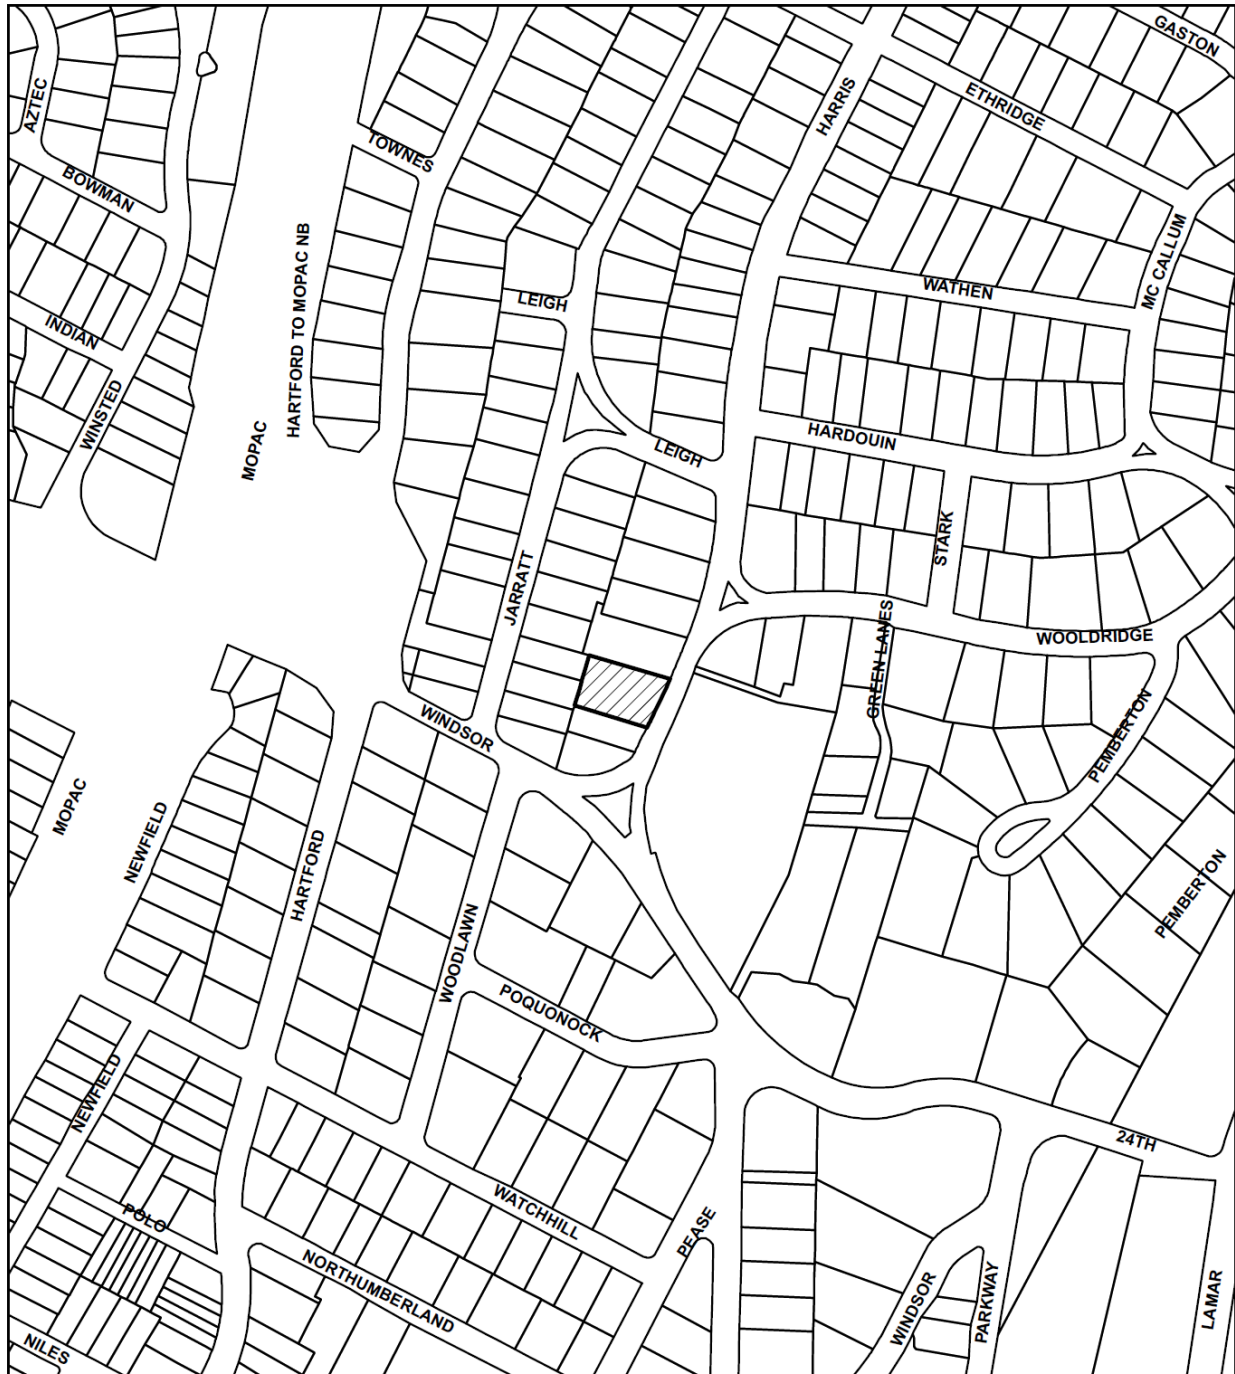 GASTON
AZTEC
HARRIS
ETHRIDGE
TOWNES
BOWMAN
MC CALLUM
HARTFORD TO MOPAC NB
WATHEN
LEIGH
INDIAN
WINSTED
MOPAC
HARDOUIN
LEIGH
STARK
JARRATT
GREEN LANES
WOOLDRIDGE
WINDSOR
PEMBERTON
MOPAC
NEWFIELD
HARTFORD
PEMBERTON
WOODLAWN
POQUONOCK
NEWFIELD
24TH
WATCHHILL
POLO
PEASE
NORTHUMBERLAND
WINDSOR
PARKWAY
LAMAR
NILES